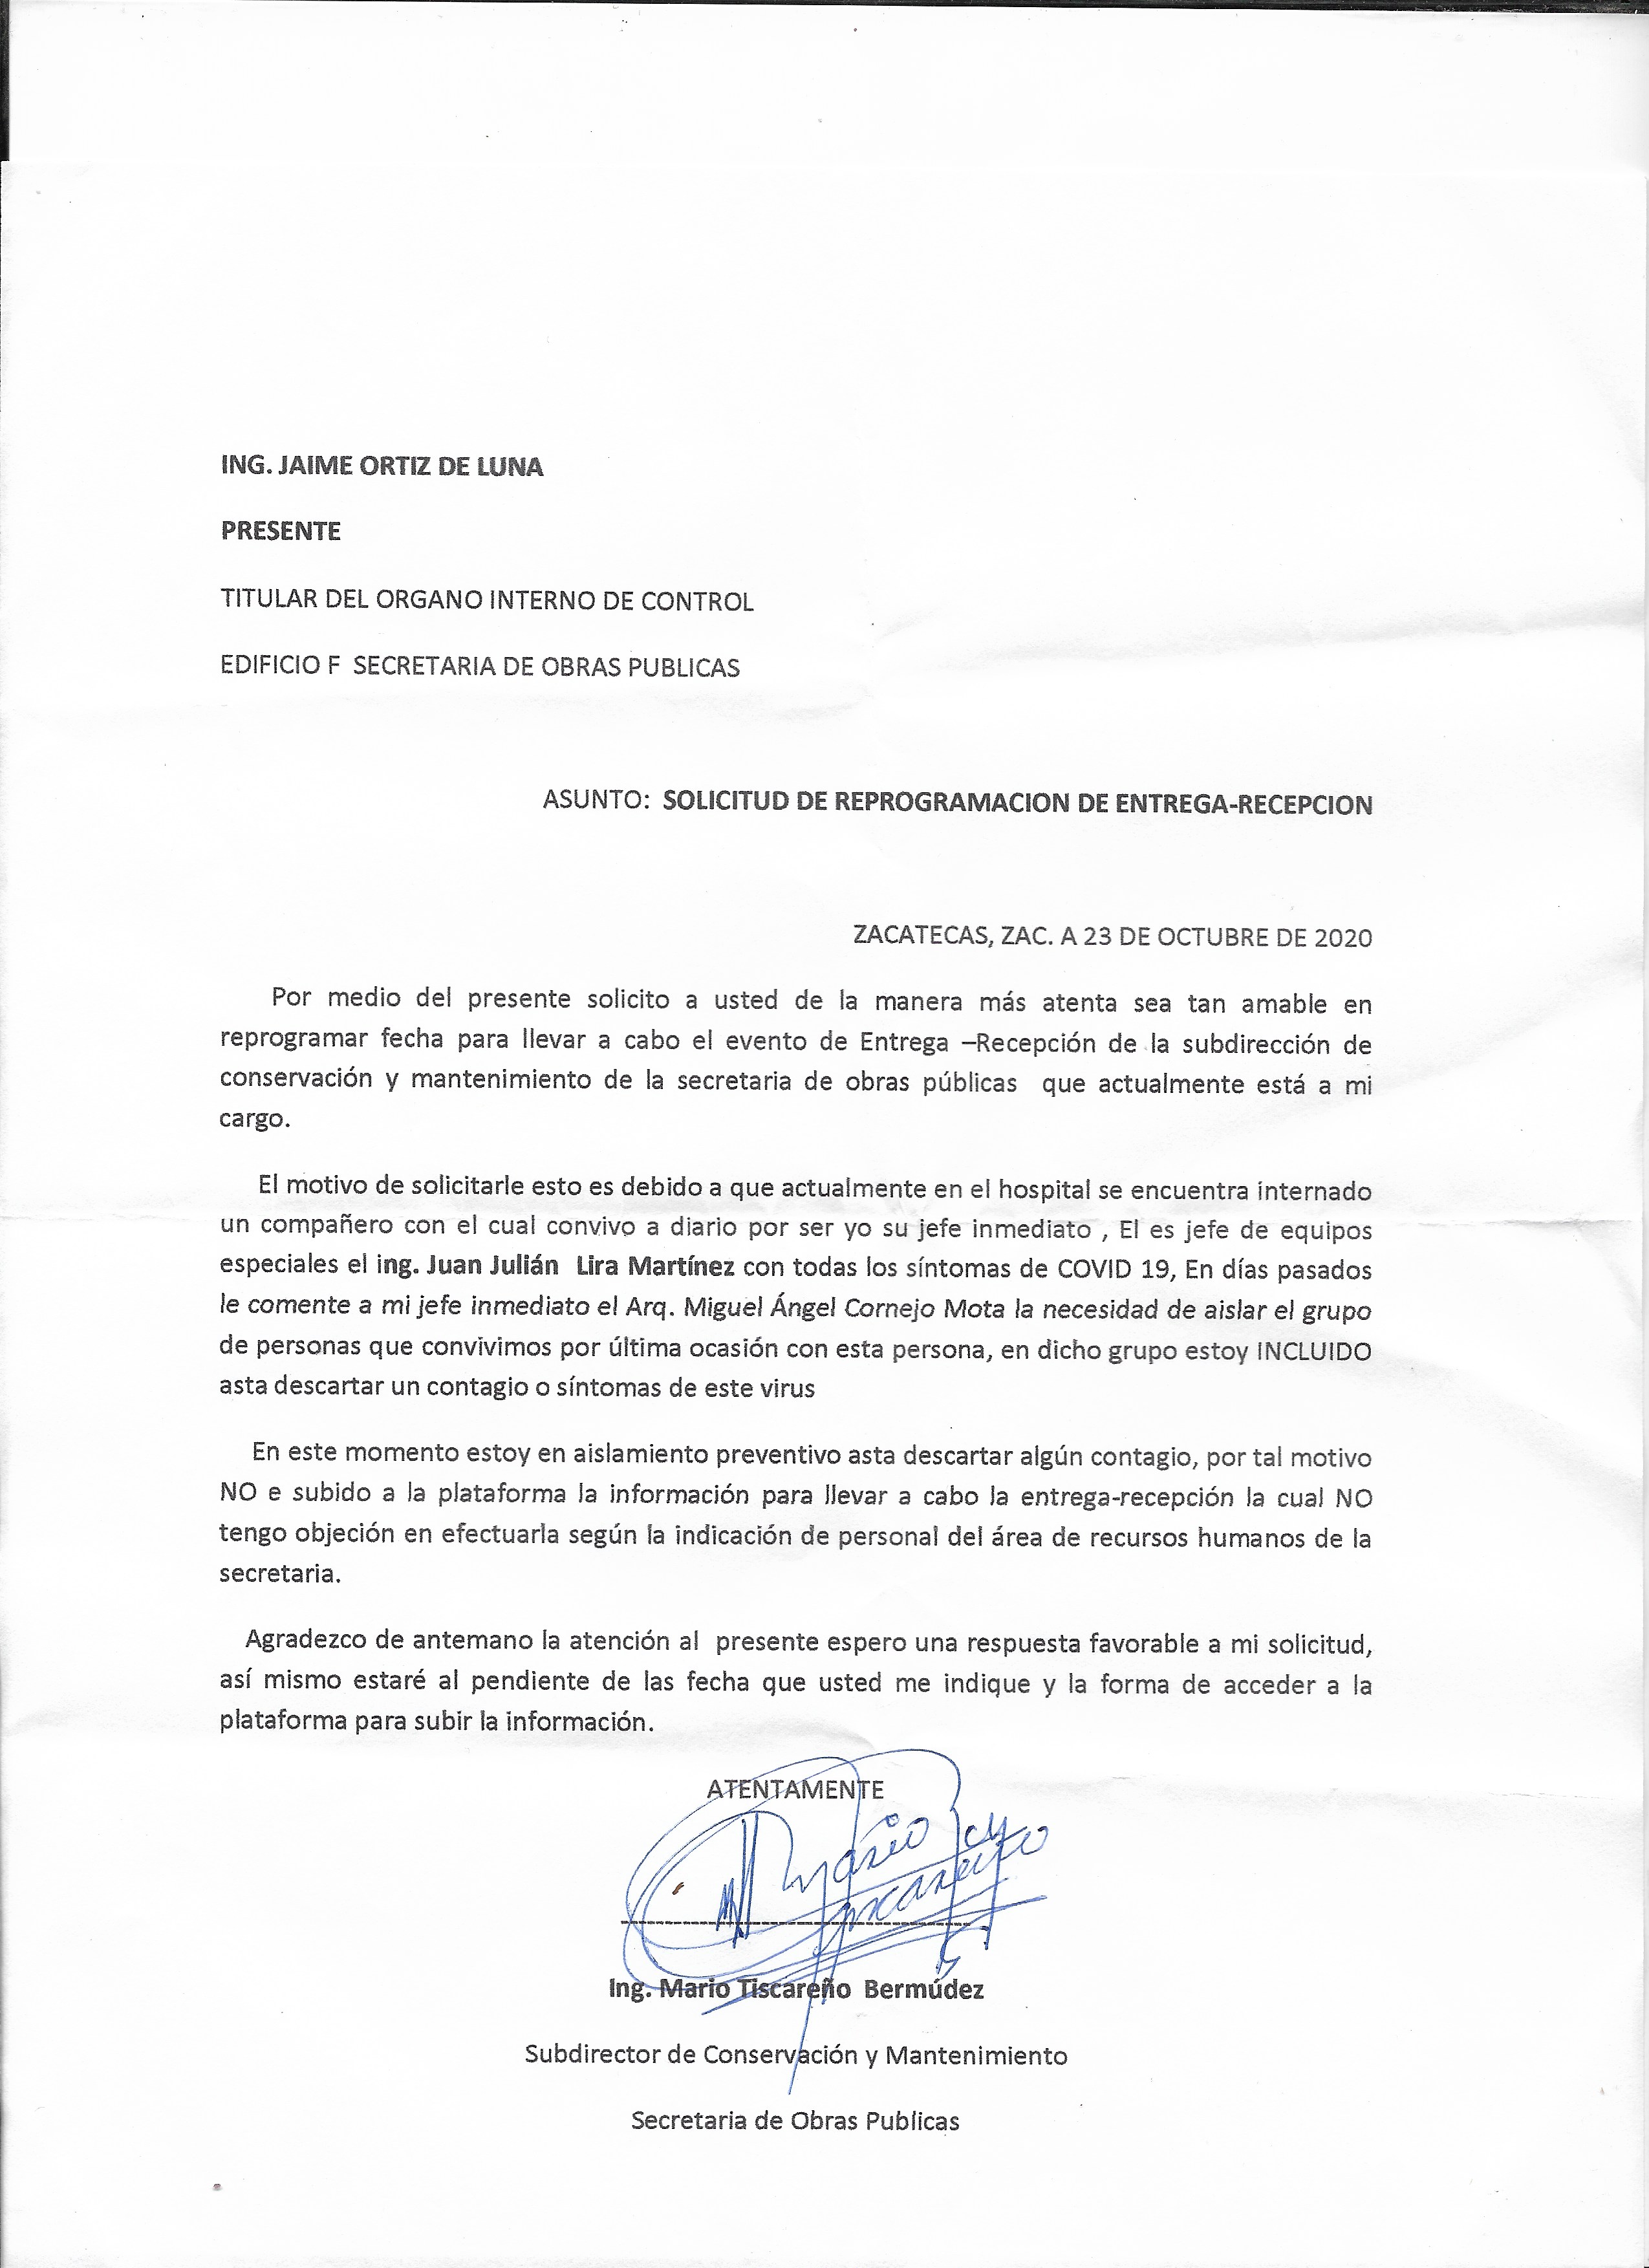 ING. JAIME ORTIZ DE LUNA
PRESENTE
TITULAR DEL ORGANO INTERNO DE CONTROL
EDIFICIO F  SECRETARIA DE OBRAS PUBLICAS
ASUNTO:  SOLICITUD DE REPROGRAMACION DE ENTREGA-RECEPCION
ZACATECAS, ZAC. A 23 DE OCTUBRE DE 2020
Por medio del presente solicito a usted de la manera más atenta sea tan amable en
reprogramar fecha para llevar a cabo el evento de Entrega –Recepción de la subdirección de
conservación y mantenimiento de la secretaria de obras públicas  que actualmente está a mi
cargo.
El motivo de solicitarle esto es debido a que actualmente en el hospital se encuentra internado
un compañero con el cual convivo a diario por ser yo su jefe inmediato , El es jefe de equipos
especiales el ing. Juan Julián  Lira Martínez con todas los síntomas de COVID 19, En días pasados
le comente a mi jefe inmediato el Arq. Miguel Ángel Cornejo Mota la necesidad de aislar el grupo
de personas que convivimos por última ocasión con esta persona, en dicho grupo estoy INCLUIDO
asta descartar un contagio o síntomas de este virus
En este momento estoy en aislamiento preventivo asta descartar algún contagio, por tal motivo
NO e subido a la plataforma la información para llevar a cabo la entrega-recepción la cual NO
tengo objeción en efectuarla según la indicación de personal del área de recursos humanos de la
secretaria.
Agradezco de antemano la atención al  presente espero una respuesta favorable a mi solicitud,
así mismo estaré al pendiente de las fecha que usted me indique y la forma de acceder a la
plataforma para subir la información.
ATENTAMENTE
Mario
Ing. Mario Tiscareño  Bermúdez
Subdirector de Conservación y Mantenimiento
Secretaria de Obras Publicas